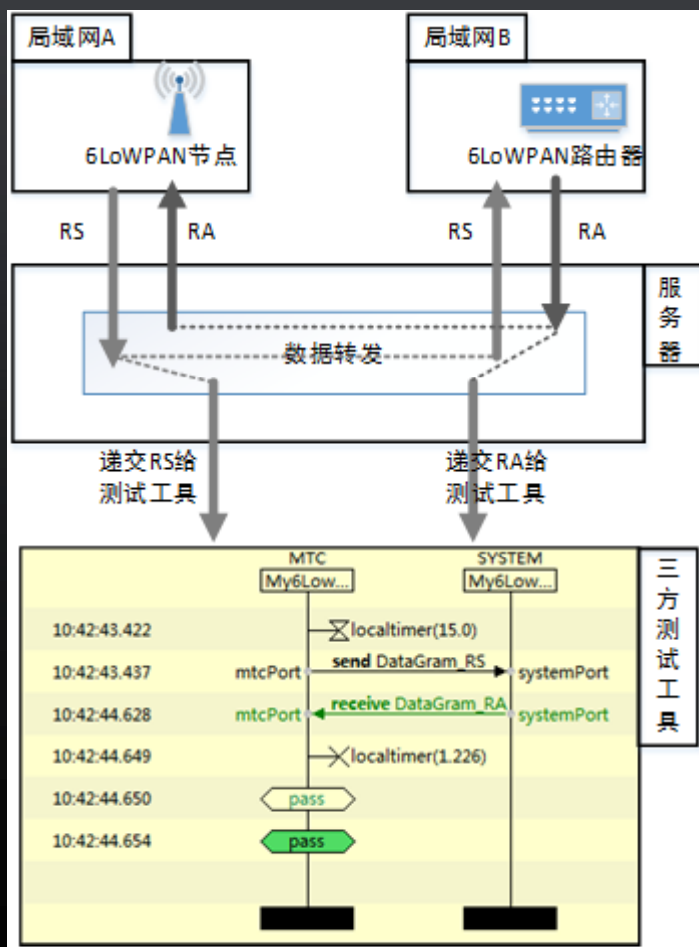 局域网A
局域网B
6LoWPAN节点
6LoWPAN路由器
RS
RA
RS
RA
服务器
数据转发
递交RS给
测试工具
递交RA给
测试工具
三方测试工具
MTC
SYSTEM
My6Low...
My6Low...
10:42:43.422
localtimer(15.0)
10:42:43.437
mtcPort
send DataGram_RS
systemPort
10:42:44.628
mtcPort
receive DataGram_RA
systemPort
10:42:44.649
localtimer(1.226)
10:42:44.650
pass
10:42:44.654
pass